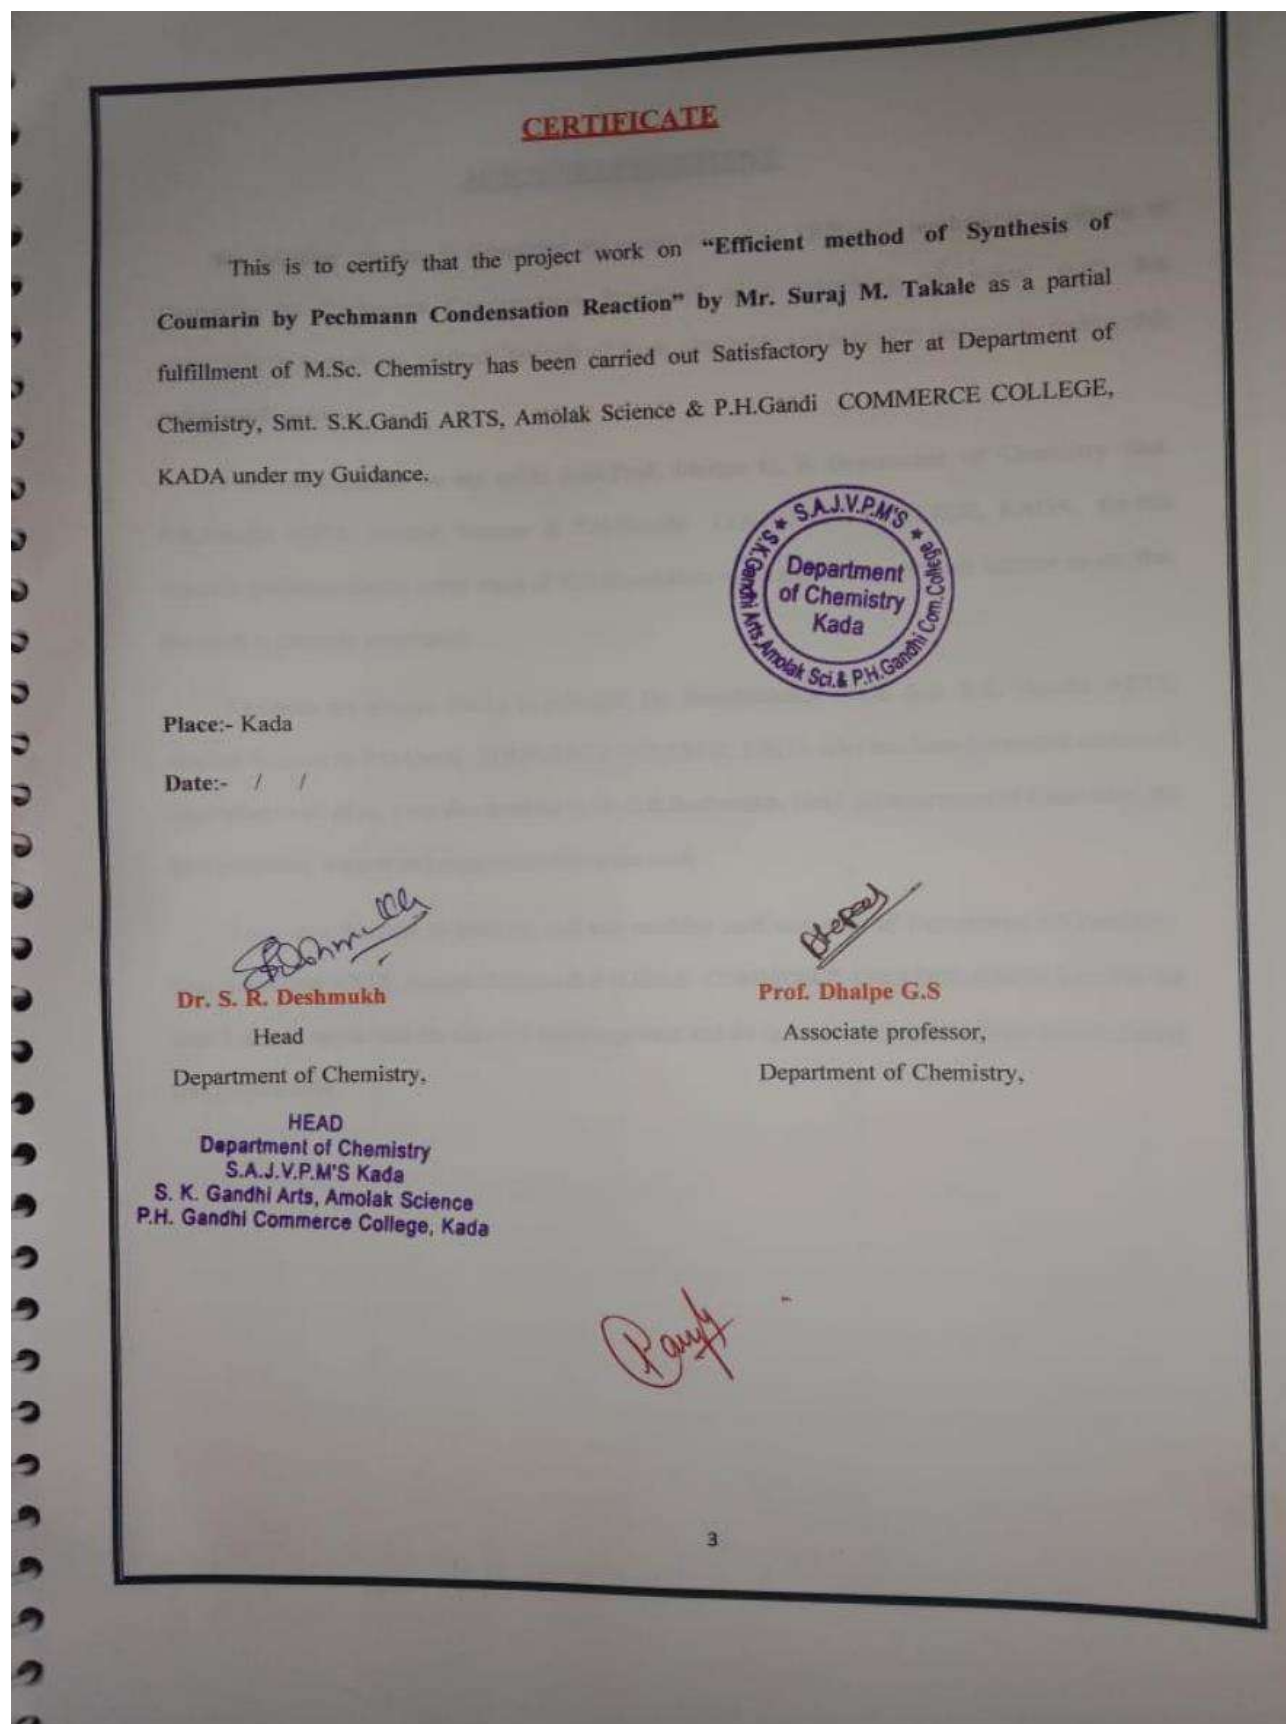 CERTIFICATE
This is to certify that the project work on “Efficient method of Synthesis of
Coumarin by Pechmann Condensation Reaction” by Mr. Suraj M. Takale as a partial
fulfillment of M.Sc. Chemistry has been carried out Satisfactory by her at Department of
Chemistry, Smt. S.K.Gandi ARTS, Amolak Science & P.H.Gandi COMMERCE COLLEGE,
KADA under my Guidance.
★ S.A.J.V.P.M'S ★
S.K.Gandhi Arts,Amolak Sci.& P.H.Gandhi Com.College
Department
of Chemistry
Kada
Place:- Kada
Date:- / /
Dr. S. R. Deshmukh
Head
Department of Chemistry,
Prof. Dhalpe G.S
Associate professor,
Department of Chemistry,
HEAD
Department of Chemistry
S.A.J.V.P.M'S Kada
S. K. Gandhi Arts, Amolak Science
P.H. Gandhi Commerce College, Kada
3